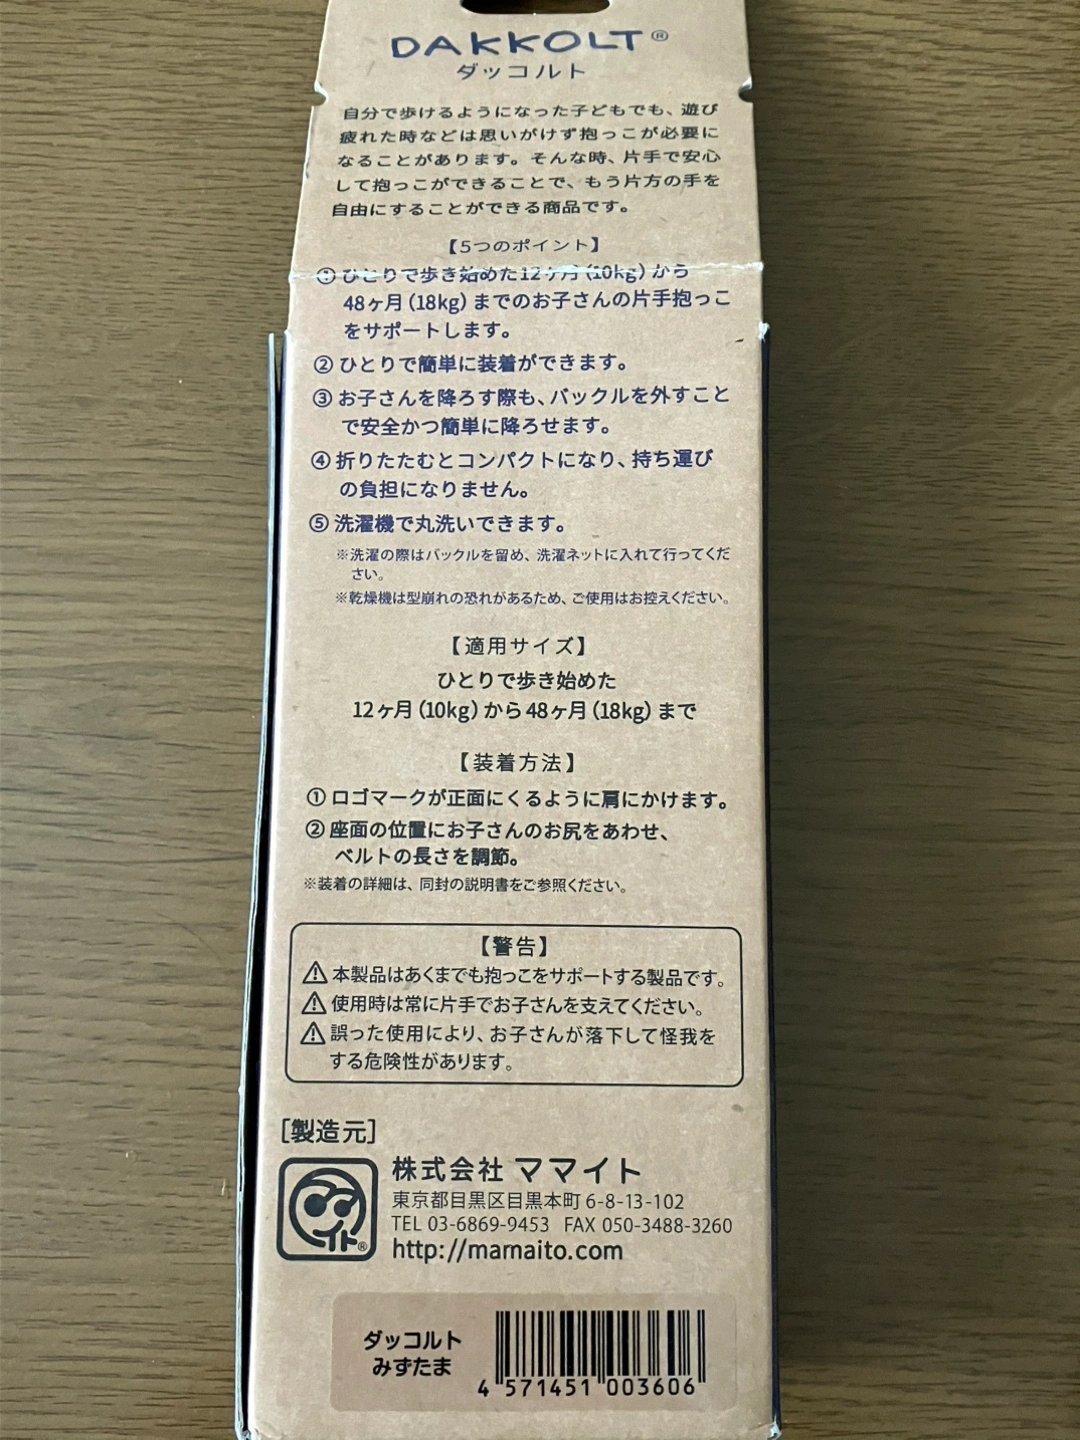 DAKKOLT®
ダッコルト
自分で歩けるようになった子どもでも、遊び
疲れた時などは思いがけず抱っこが必要に
なることがあります。そんな時、片手で安心
して抱っこができることで、もう片方の手を
自由にすることができる商品です。
【5つのポイント】
① ひとりで歩き始めた12ヶ月(10kg)から
48ヶ月(18kg)までのお子さんの片手抱っこ
をサポートします。
② ひとりで簡単に装着ができます。
③ お子さんを降ろす際も、バックルを外すこと
で安全かつ簡単に降ろせます。
④ 折りたたむとコンパクトになり、持ち運び
の負担になりません。
⑤ 洗濯機で丸洗いできます。
※洗濯の際はバックルを留め、洗濯ネットに入れて行ってくだ
さい。
※乾燥機は型崩れの恐れがあるため、ご使用はお控えください。
【適用サイズ】
ひとりで歩き始めた
12ヶ月(10kg)から48ヶ月(18kg)まで
【装着方法】
① ロゴマークが正面にくるように肩にかけます。
② 座面の位置にお子さんのお尻をあわせ、
ベルトの長さを調節。
※装着の詳細は、同封の説明書をご参照ください。
【警告】
⚠本製品はあくまでも抱っこをサポートする製品です。
⚠使用時は常に片手でお子さんを支えてください。
⚠誤った使用により、お子さんが落下して怪我を
する危険性があります。
[製造元]
イト®
株式会社 ママイト
東京都目黒区目黒本町 6-8-13-102
TEL 03-6869-9453 FAX 050-3488-3260
http://mamaito.com
ダッコルト
みずたま
4 571451 003606